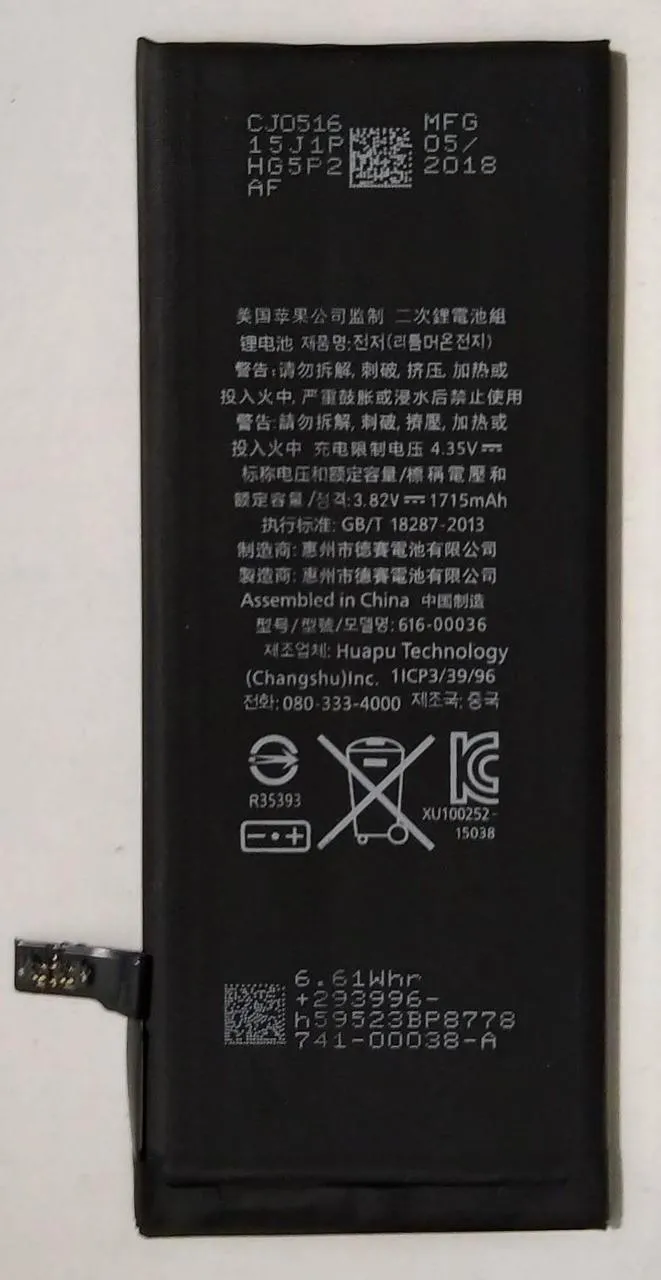 CJ0516
15J1P
HG5P2
AF
MFG
05/
2018
美国苹果公司监制 二次鋰電池組
锂电池 제품명:전저(리튬머온전지)
警告:请勿拆解, 刺破, 挤压, 加热或
投入火中, 严重鼓胀或浸水后禁止使用
警告:請勿拆解, 刺破, 擠壓, 加熱或
投入火中 充电限制电压 4.35V⎓
标称电压和额定容量/標稱電壓和
額定容量/성격:3.82V⎓1715mAh
执行标准: GB/T 18287-2013
制造商: 惠州市德賽電池有限公司
製造商: 惠州市德賽電池有限公司
Assembled in China 中国制造
型号/型號/모델명:616-00036
제조업체: Huapu Technology
(Changshu)Inc. 1ICP3/39/96
전화:080-333-4000 제조국:중국
R35393
XU100252-
15038
6.61Whr
+293996-
h59523BP8778
741-00038-A